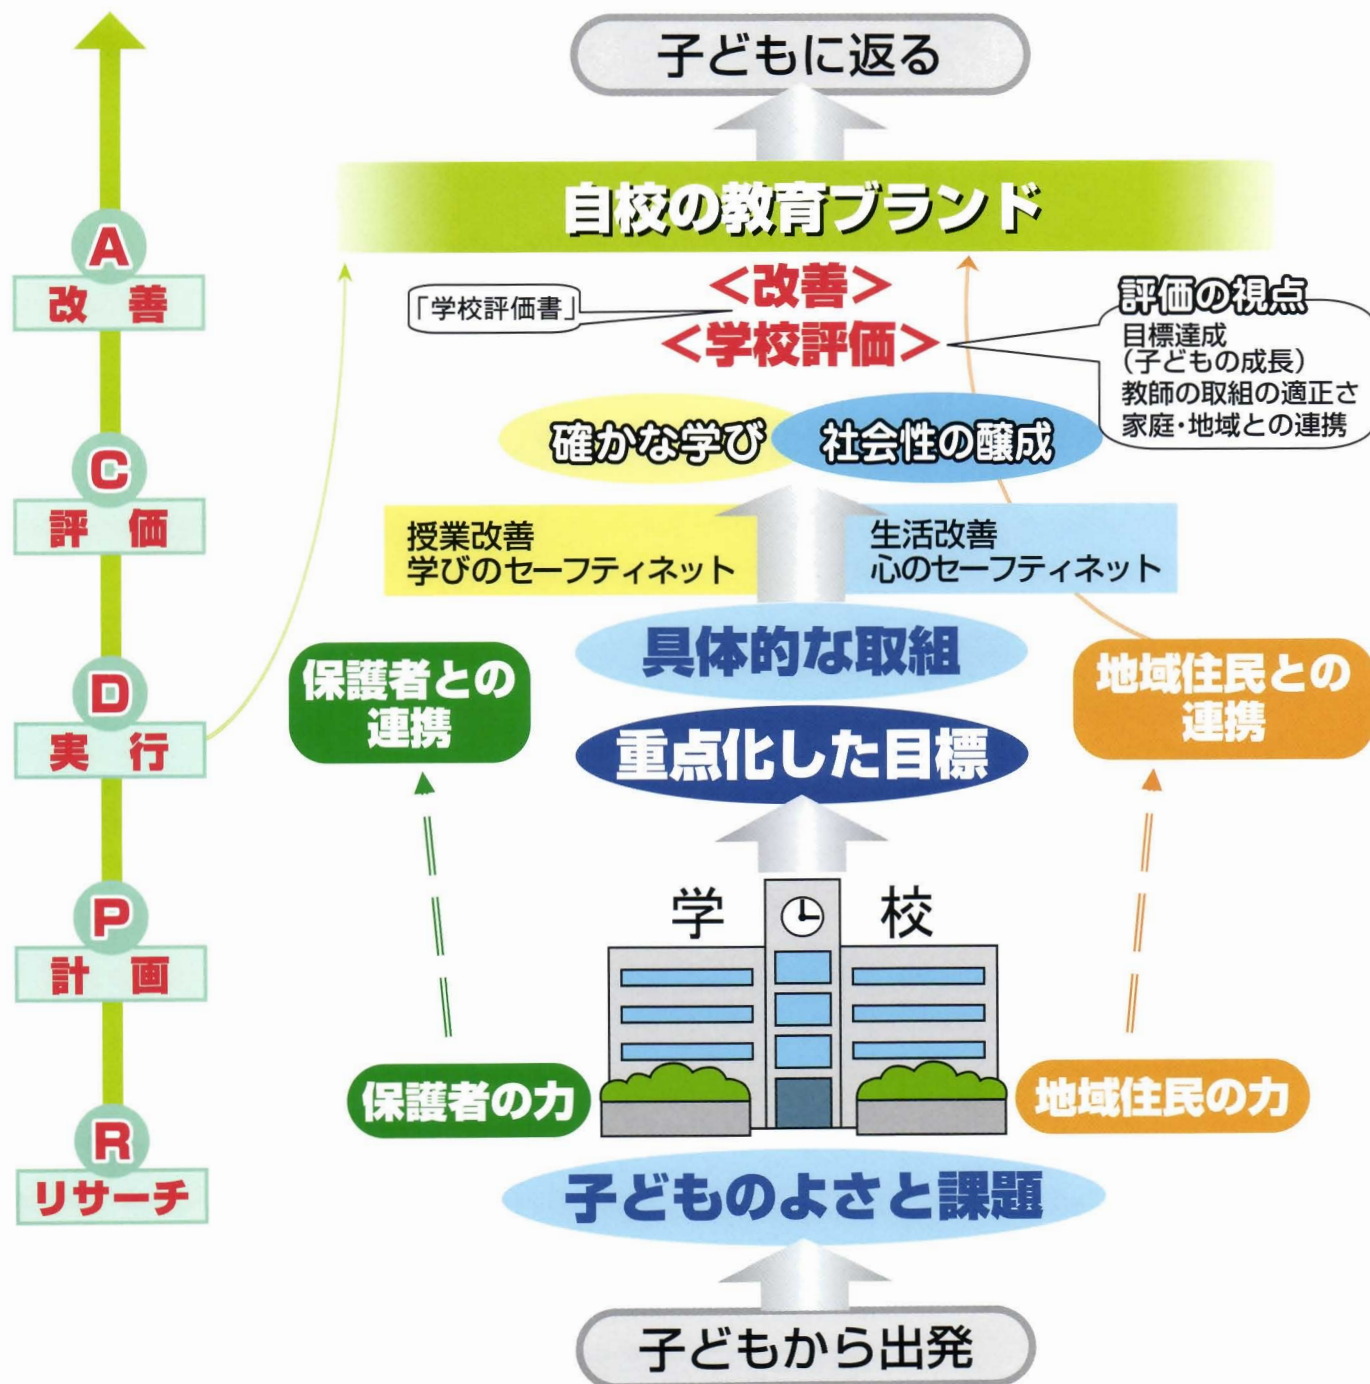 子どもに返る
自校の教育ブランド
A
改善
<改善>
「学校評価書」
<学校評価>
評価の視点
目標達成
(子どもの成長)
教師の取組の適正さ
家庭・地域との連携
確かな学び
社会性の醸成
C
評価
授業改善
学びのセーフティネット
生活改善
心のセーフティネット
具体的な取組
D
実行
保護者との
連携
地域住民との
連携
重点化した目標
P
計画
学校
保護者の力
地域住民の力
R
リサーチ
子どものよさと課題
子どもから出発